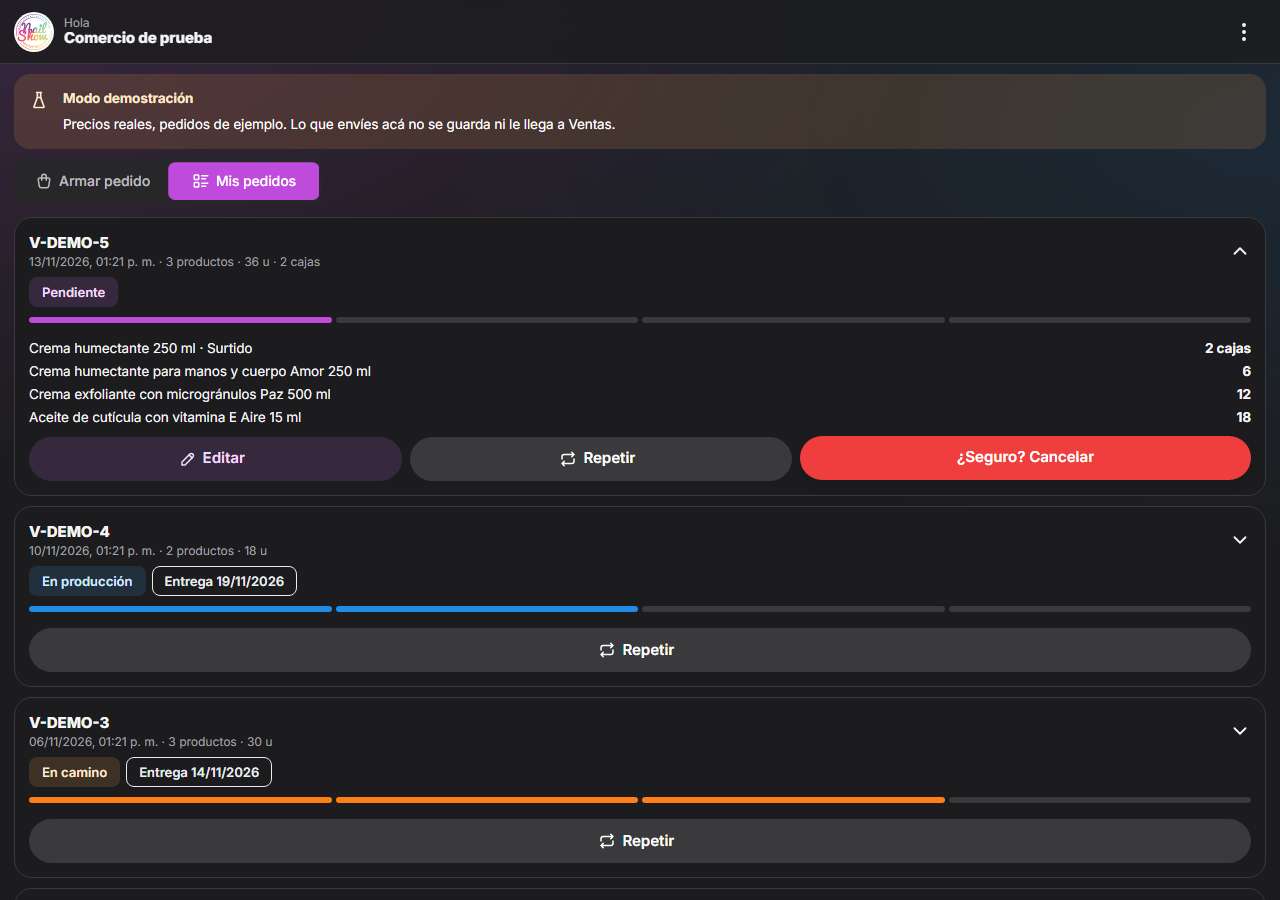 Nail
Show
Hola
Comercio de prueba
Modo demostración
Precios reales, pedidos de ejemplo. Lo que envíes acá no se guarda ni le llega a Ventas.
Armar pedido
Mis pedidos
V-DEMO-5
13/11/2026, 01:21 p. m. · 3 productos · 36 u · 2 cajas
Pendiente
Crema humectante 250 ml · Surtido 2 cajas
Crema humectante para manos y cuerpo Amor 250 ml 6
Crema exfoliante con microgránulos Paz 500 ml 12
Aceite de cutícula con vitamina E Aire 15 ml 18
Editar
Repetir
¿Seguro? Cancelar
V-DEMO-4
10/11/2026, 01:21 p. m. · 2 productos · 18 u
En producción
Entrega 19/11/2026
Repetir
V-DEMO-3
06/11/2026, 01:21 p. m. · 3 productos · 30 u
En camino
Entrega 14/11/2026
Repetir